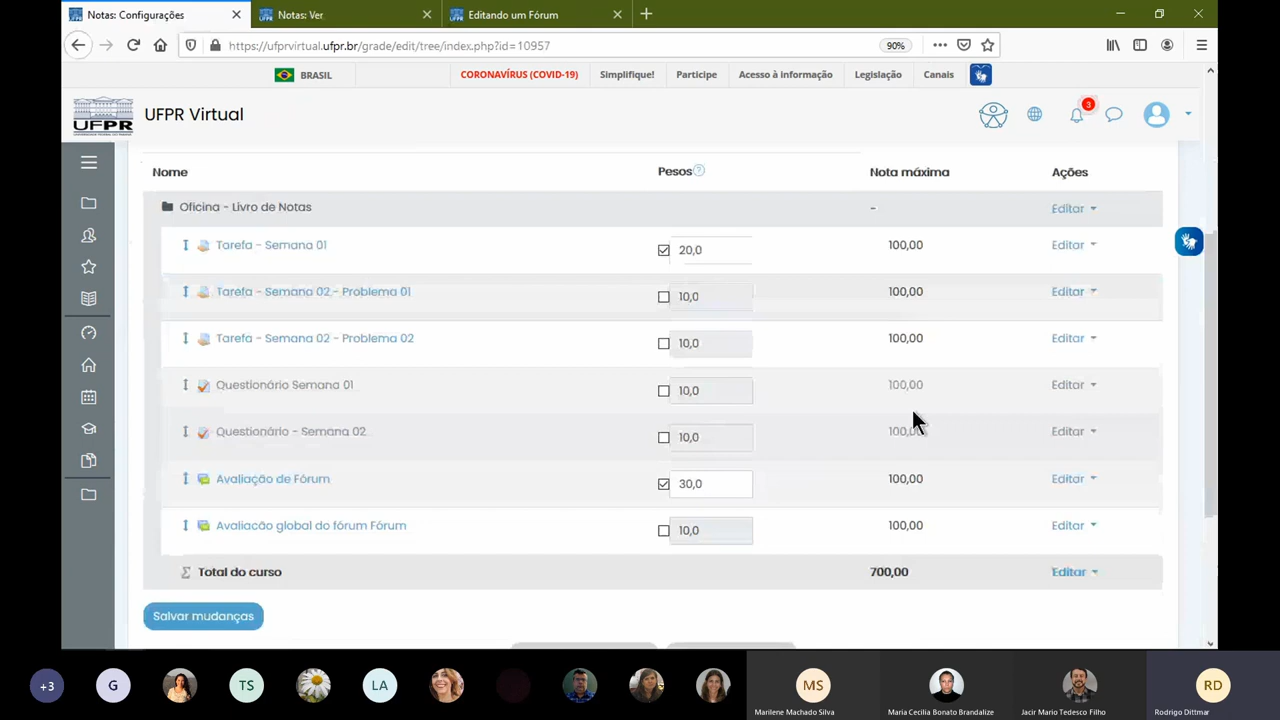 Notas: Configurações
Notas: Ver
Editando um Fórum
https://ufprvirtual.ufpr.br/grade/edit/tree/index.php?id=10957
90%
BRASIL
CORONAVÍRUS (COVID-19)
Simplifique!
Participe
Acesso à informação
Legislação
Canais
UFPR
UFPR Virtual
3
Nome
Pesos
Nota máxima
Ações
Oficina - Livro de Notas
-
Editar
Tarefa - Semana 01
20,0
100,00
Editar
Tarefa - Semana 02 - Problema 01
10,0
100,00
Editar
Tarefa - Semana 02 - Problema 02
10,0
100,00
Editar
Questionário Semana 01
10,0
100,00
Editar
Questionário - Semana 02
10,0
Editar
Avaliação de Fórum
30,0
100,00
Editar
Avaliacão global do fórum Fórum
10,0
100,00
Editar
Σ Total do curso
700,00
Editar
Salvar mudanças
+3
G
TS
LA
MS
RD
Marilene Machado Silva
Maria Cecilia Bonato Brandalize
Jacir Mario Tedesco Filho
Rodrigo Dittmar